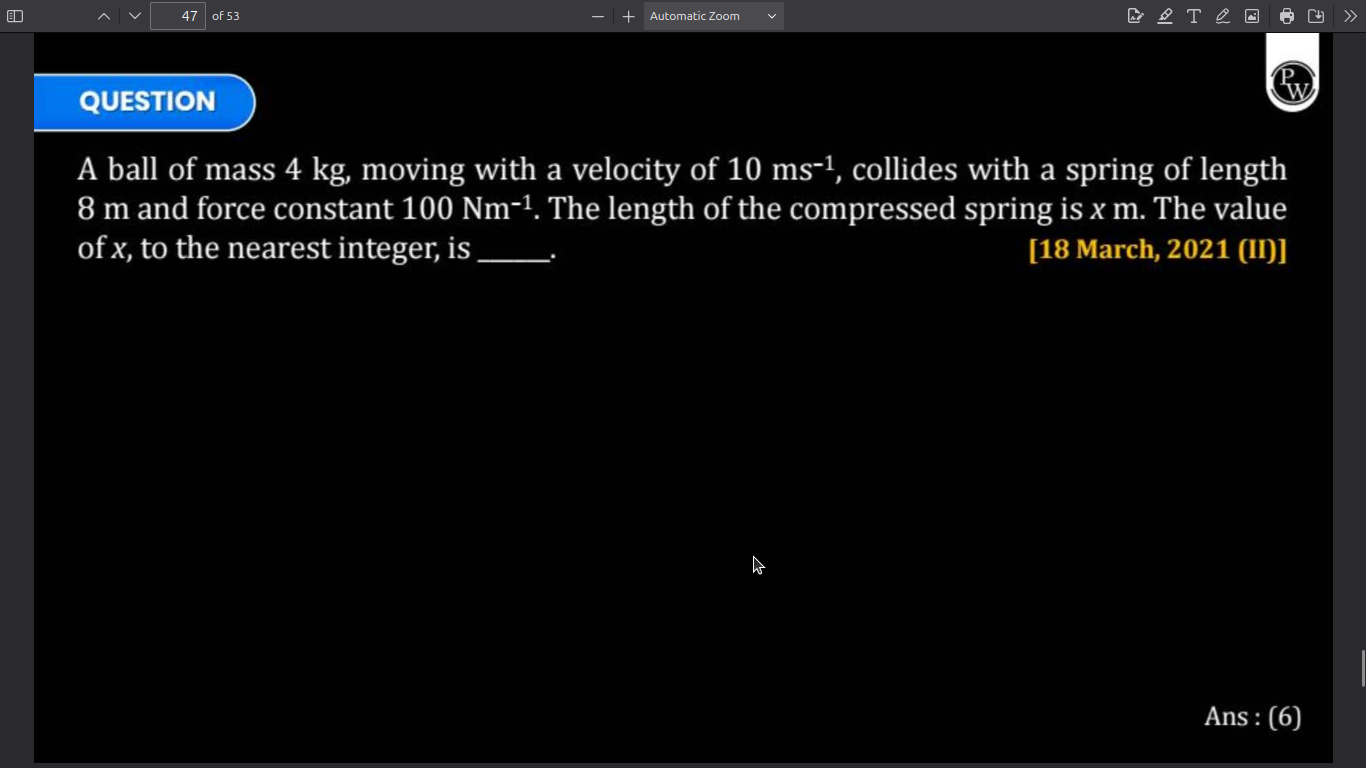 47 of 53 Automatic Zoom
QUESTION
PW
A ball of mass 4 kg, moving with a velocity of 10 ms⁻¹, collides with a spring of length
8 m and force constant 100 Nm⁻¹. The length of the compressed spring is x m. The value
of x, to the nearest integer, is _____. [18 March, 2021 (II)]
Ans : (6)